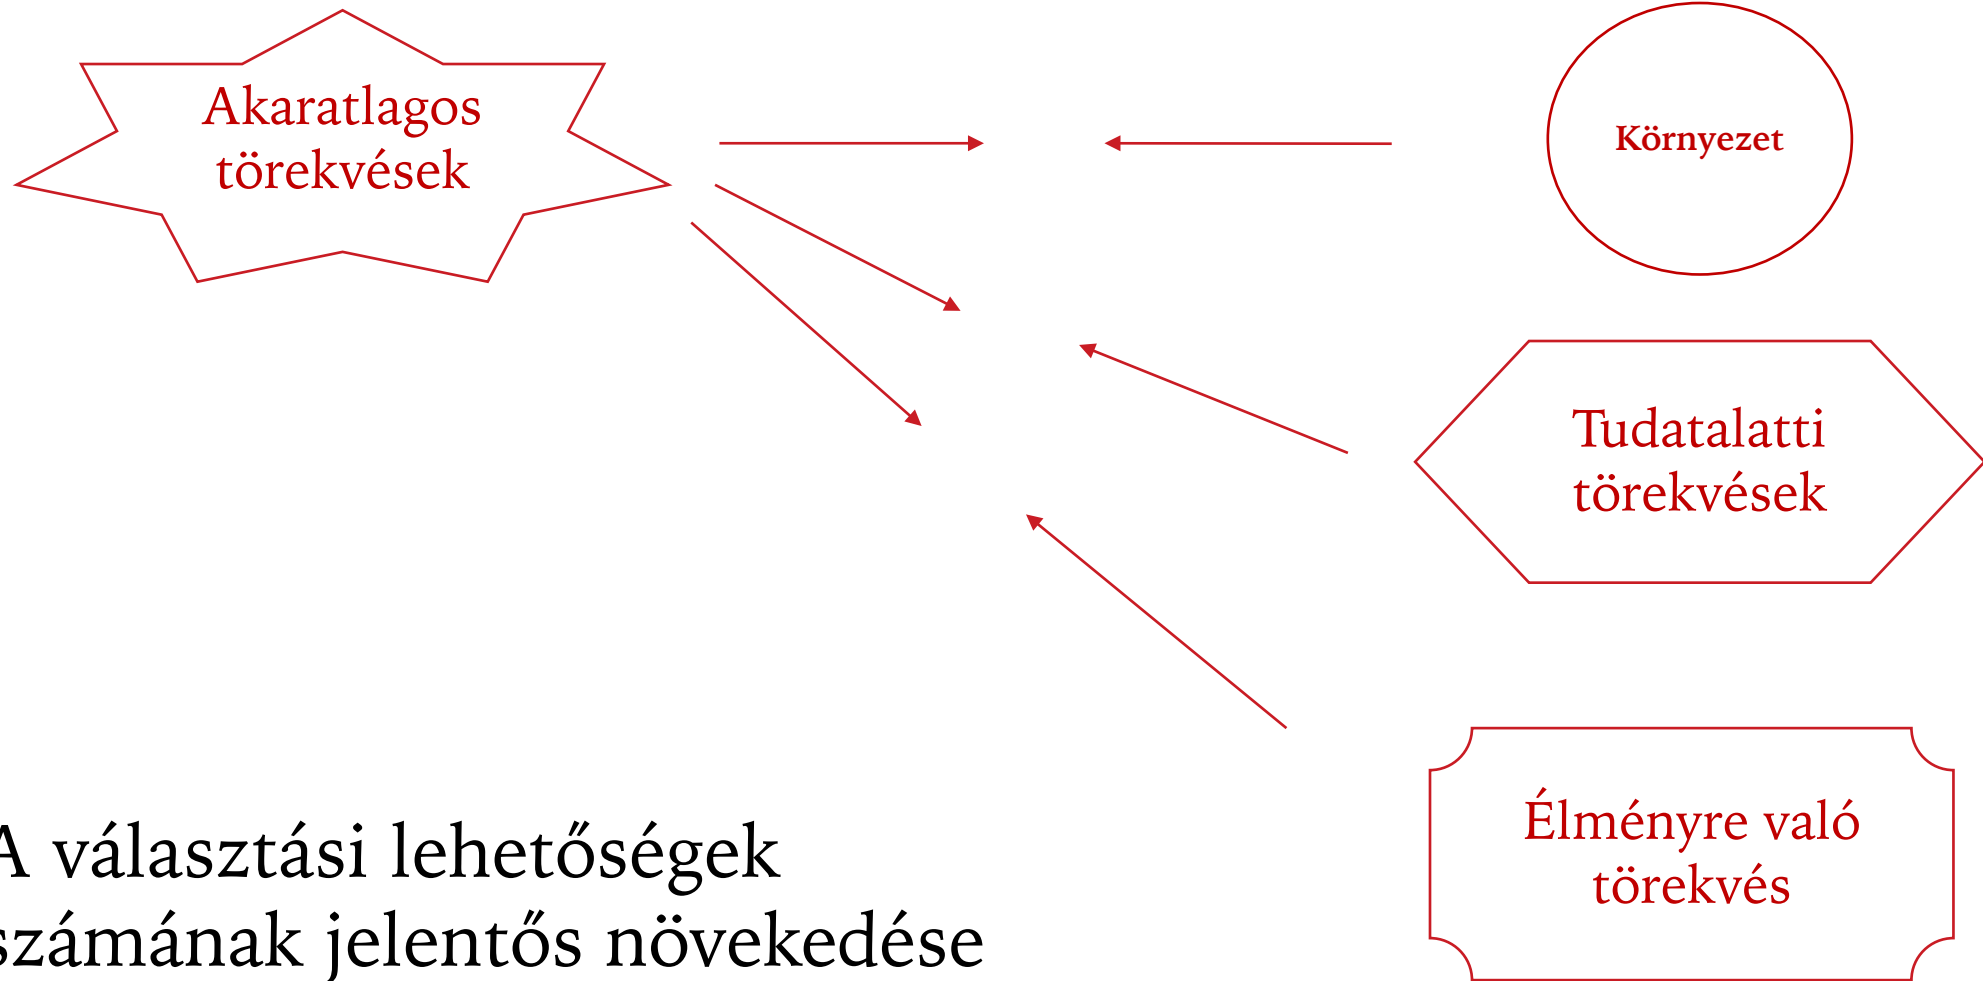 Akaratlagos
törekvések
Környezet
Tudatalatti
törekvések
Élményre való
törekvés
A választási lehetőségek
számának jelentős növekedése